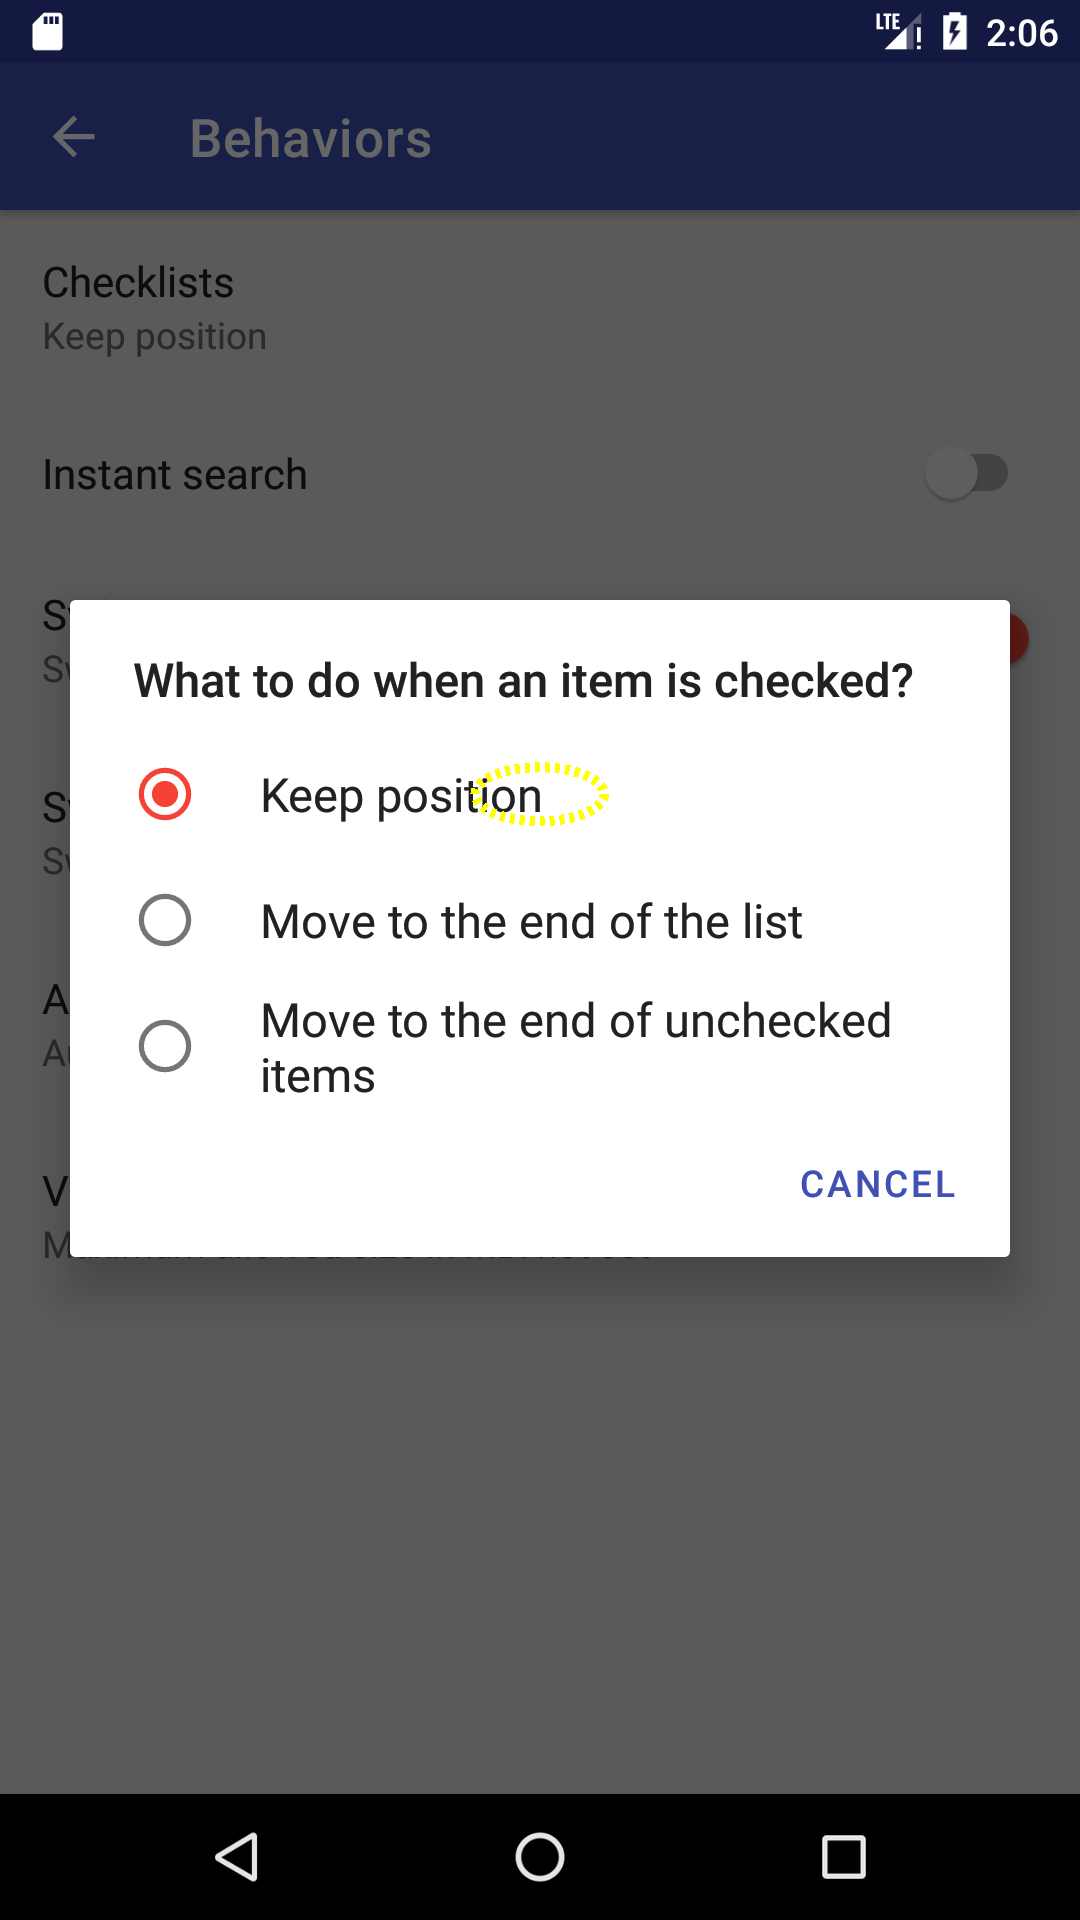 LTE 2:06
Behaviors
Checklists
Keep position
Instant search
What to do when an item is checked?
Keep position
Move to the end of the list
Move to the end of unchecked
items
CANCEL